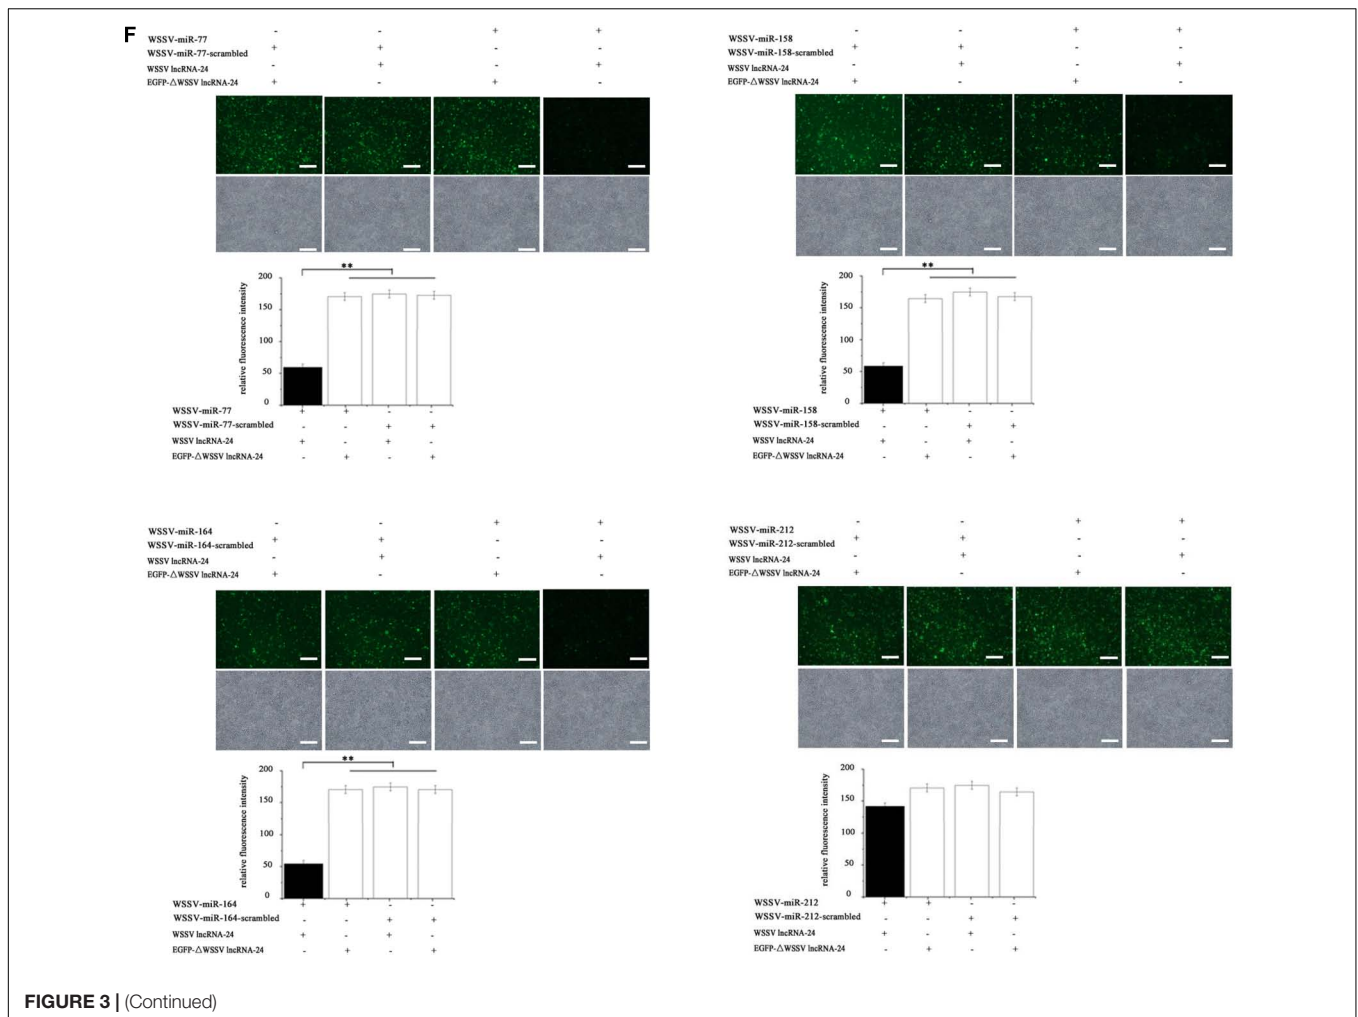 F
WSSV-miR-77 - - + +
WSSV-miR-77-scrambled + + - -
WSSV lncRNA-24 - + - +
EGFP-△WSSV lncRNA-24 + - + -
**
relative fluorescence intensity
200
150
100
50
0
WSSV-miR-77 + + - -
WSSV-miR-77-scrambled - - + +
WSSV lncRNA-24 + - + -
EGFP-△WSSV lncRNA-24 - + - +
WSSV-miR-158 - - + +
WSSV-miR-158-scrambled + + - -
WSSV lncRNA-24 - + - +
EGFP-△WSSV lncRNA-24 + - + -
**
relative fluorescence intensity
200
150
100
50
0
WSSV-miR-158 + + - -
WSSV-miR-158-scrambled - - + +
WSSV lncRNA-24 + - + -
EGFP-△WSSV lncRNA-24 - + - +
WSSV-miR-164 - - + +
WSSV-miR-164-scrambled + + - -
WSSV lncRNA-24 - + - +
EGFP-△WSSV lncRNA-24 + - + -
**
relative fluorescence intensity
200
150
100
50
0
WSSV-miR-164 + + - -
WSSV-miR-164-scrambled - - + +
WSSV lncRNA-24 + - + -
EGFP-△WSSV lncRNA-24 - + - +
WSSV-miR-212 - - + +
WSSV-miR-212-scrambled + + - -
WSSV lncRNA-24 - + - +
EGFP-△WSSV lncRNA-24 + - + -
relative fluorescence intensity
200
150
100
50
0
WSSV-miR-212 + + - -
WSSV-miR-212-scrambled - - + +
WSSV lncRNA-24 + - + -
EGFP-△WSSV lncRNA-24 - + - +
FIGURE 3 | (Continued)